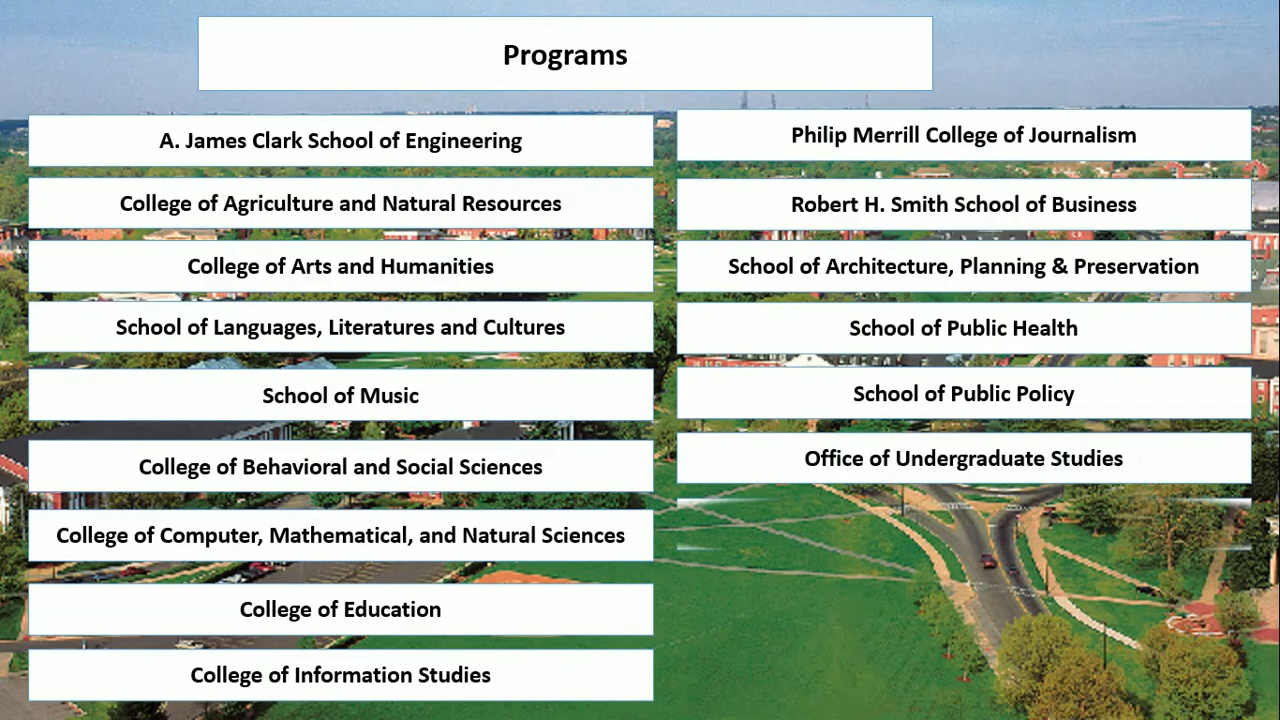 Programs
A. James Clark School of Engineering
College of Agriculture and Natural Resources
College of Arts and Humanities
School of Languages, Literatures and Cultures
School of Music
College of Behavioral and Social Sciences
College of Computer, Mathematical, and Natural Sciences
College of Education
College of Information Studies
Philip Merrill College of Journalism
Robert H. Smith School of Business
School of Architecture, Planning & Preservation
School of Public Health
School of Public Policy
Office of Undergraduate Studies